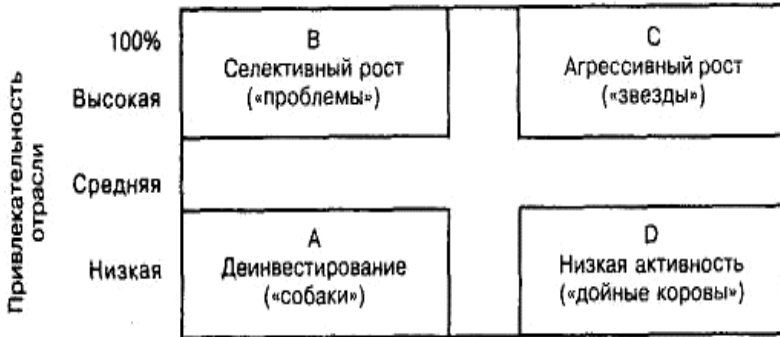 Привлекательность
отрасли
100%
Высокая
Средняя
Низкая
B
Селективный рост
(«проблемы»)
C
Агрессивный рост
(«звезды»)
A
Деинвестирование
(«собаки»)
D
Низкая активность
(«дойные коровы»)